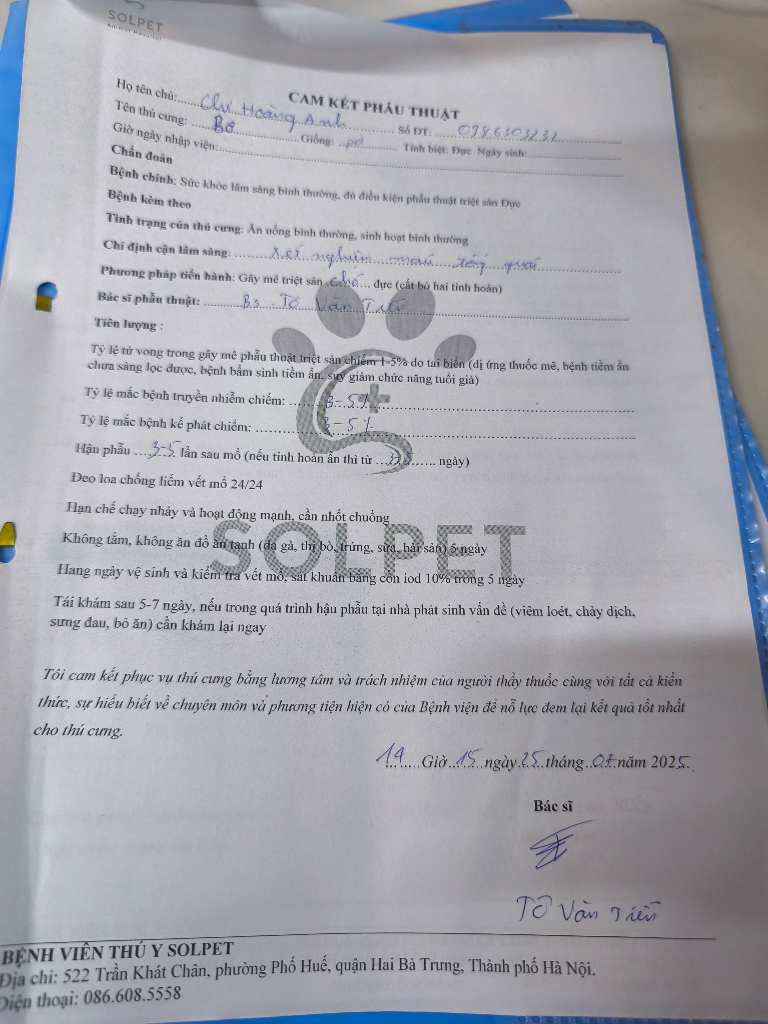 SOLPET
Animal Hospital
CAM KẾT PHẪU THUẬT
Họ tên chủ: Chị Hoàng Anh Số ĐT: 0986303232
Tên thú cưng: Bơ Giống: pd Tính biệt: Đực Ngày sinh:
Giờ ngày nhập viện:
Chẩn đoán
Bệnh chính: Sức khỏe lâm sàng bình thường, đủ điều kiện phẫu thuật triệt sản Đực
Bệnh kèm theo
Tình trạng của thú cưng: Ăn uống bình thường, sinh hoạt bình thường
Chỉ định cận lâm sàng: xét nghiệm máu tổng quát
Phương pháp tiến hành: Gây mê triệt sản chó đực (cắt bỏ hai tinh hoàn)
Bác sĩ phẫu thuật: Bs Tô Văn Tiến
Tiên lượng :
Tỷ lệ tử vong trong gây mê phẫu thuật triệt sản chiếm 1-5% do tai biến (dị ứng thuốc mê, bệnh tiềm ẩn
chưa sàng lọc được, bệnh bẩm sinh tiềm ẩn, suy giảm chức năng tuổi già)
Tỷ lệ mắc bệnh truyền nhiễm chiếm: 3-5%
Tỷ lệ mắc bệnh kế phát chiếm: 3-5%
Hậu phẫu 3-5 lần sau mổ (nếu tinh hoàn ẩn thì từ ngày)
Đeo loa chống liếm vết mổ 24/24
Hạn chế chạy nhảy và hoạt động mạnh, cần nhốt chuồng
Không tắm, không ăn đồ ăn tanh (da gà, thị bò, trứng, sữa, hải sản) 5 ngày
SOLPET
Hang ngày vệ sinh và kiểm tra vết mổ, sát khuẩn bằng cồn iod 10% trong 5 ngày
Tái khám sau 5-7 ngày, nếu trong quá trình hậu phẫu tại nhà phát sinh vấn đề (viêm loét, chảy dịch,
sưng đau, bỏ ăn) cần khám lại ngay
Tôi cam kết phục vụ thú cưng bằng lương tâm và trách nhiệm của người thầy thuốc cùng với tất cả kiến
thức, sự hiểu biết về chuyên môn và phương tiện hiện có của Bệnh viện để nỗ lực đem lại kết quả tốt nhất
cho thú cưng.
14 Giờ 15 ngày 25 tháng 07 năm 2025
Bác sĩ
Tô Văn Tiến
BỆNH VIỆN THÚ Y SOLPET
Địa chỉ: 522 Trần Khát Chân, phường Phố Huế, quận Hai Bà Trưng, Thành phố Hà Nội.
Điện thoại: 086.608.5558